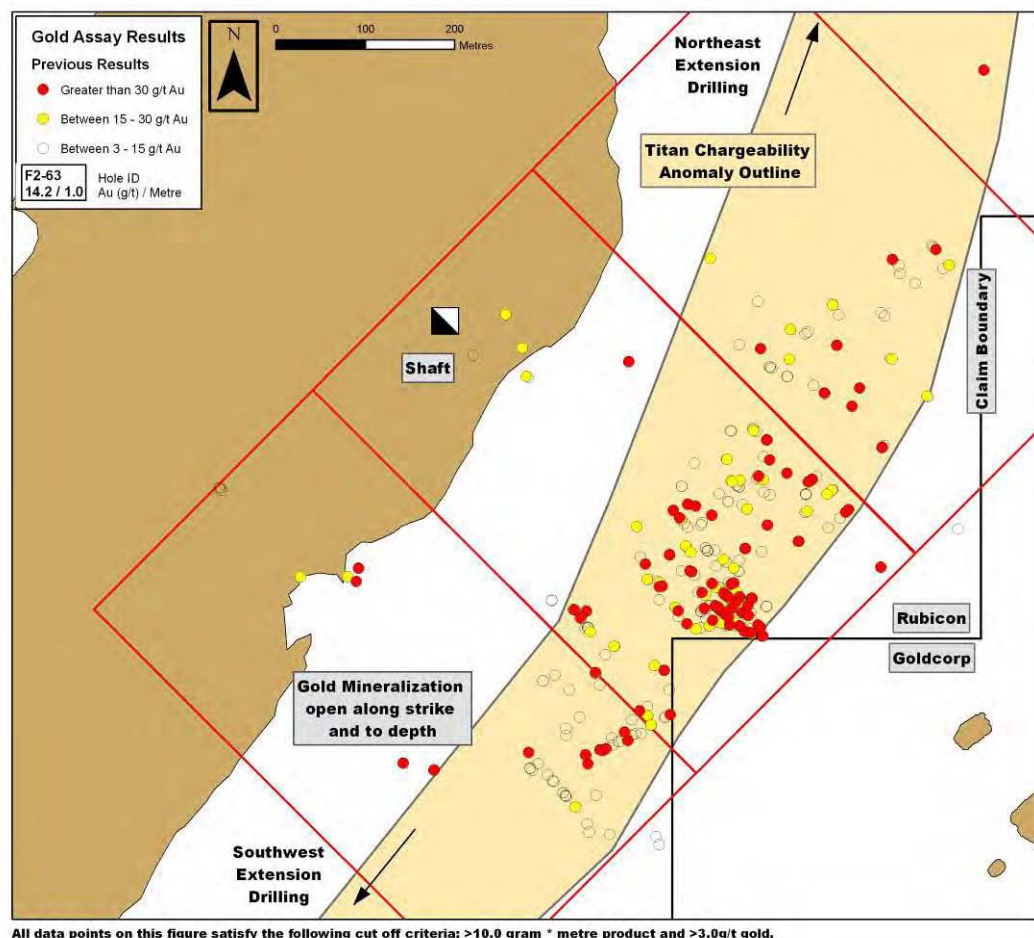 Gold Assay Results
Previous Results
Greater than 30 g/t Au
Between 15 - 30 g/t Au
Between 3 - 15 g/t Au
F2-63 Hole ID
14.2 / 1.0 Au (g/t) / Metre
N
0 100 200
Metres
Northeast
Extension
Drilling
Titan Chargeability
Anomaly Outline
Shaft
Claim Boundary
Rubicon
Goldcorp
Gold Mineralization
open along strike
and to depth
Southwest
Extension
Drilling
All data points on this figure satisfy the following cut off criteria: >10.0 gram * metre product and >3.0g/t gold.